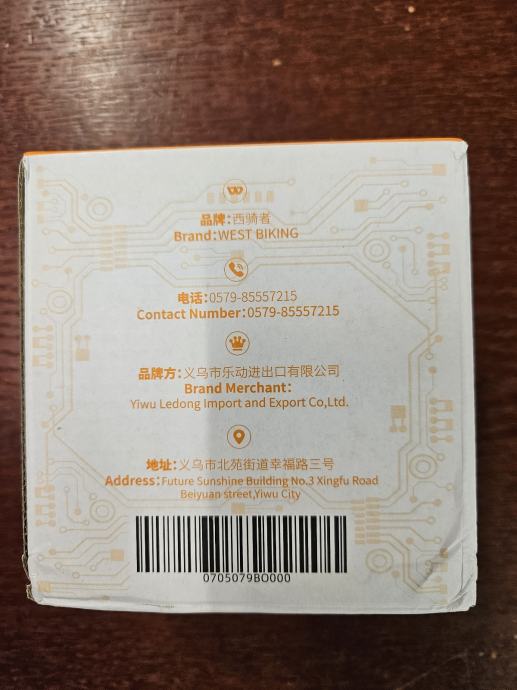 品牌：西骑者
Brand：WEST BIKING
电话：0579-85557215
Contact Number：0579-85557215
品牌方：义乌市乐动进出口有限公司
Brand Merchant：
Yiwu Ledong Import and Export Co,Ltd.
地址：义乌市北苑街道幸福路三号
Address：Future Sunshine Building No.3 Xingfu Road
Beiyuan street,Yiwu City
0705079BO000